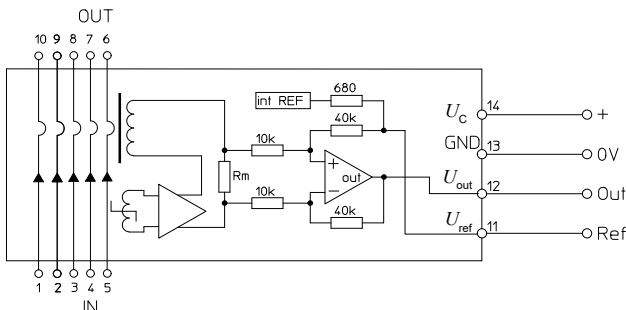 OUT
10 9 8 7 6
int REF
680
40k
10k
+
Rm
out
10k
−
40k
U_C
14
+
GND
13
0V
U_out
12
Out
U_ref
11
Ref
1 2 3 4 5
IN